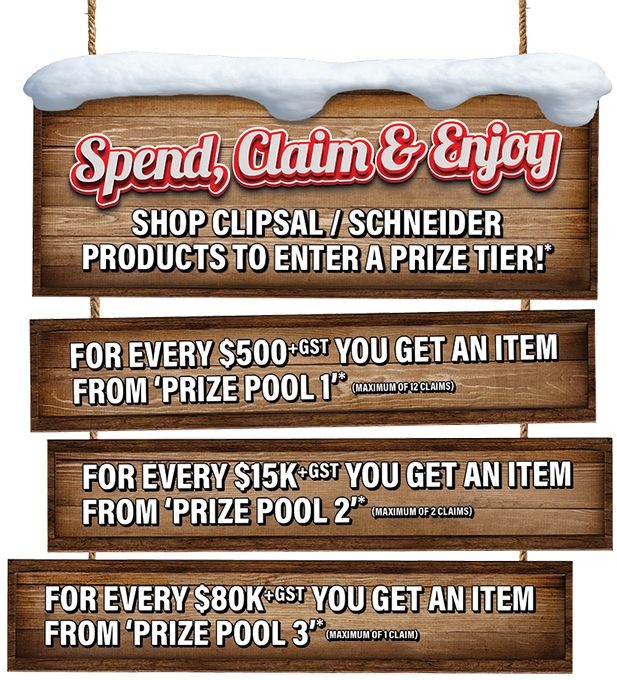 Spend, Claim & Enjoy
SHOP CLIPSAL / SCHNEIDER
PRODUCTS TO ENTER A PRIZE TIER!*
FOR EVERY $500+GST YOU GET AN ITEM
FROM ‘PRIZE POOL 1’* (MAXIMUM OF 12 CLAIMS)
FOR EVERY $15K+GST YOU GET AN ITEM
FROM ‘PRIZE POOL 2’* (MAXIMUM OF 2 CLAIMS)
FOR EVERY $80K+GST YOU GET AN ITEM
FROM ‘PRIZE POOL 3’* (MAXIMUM OF 1 CLAIM)